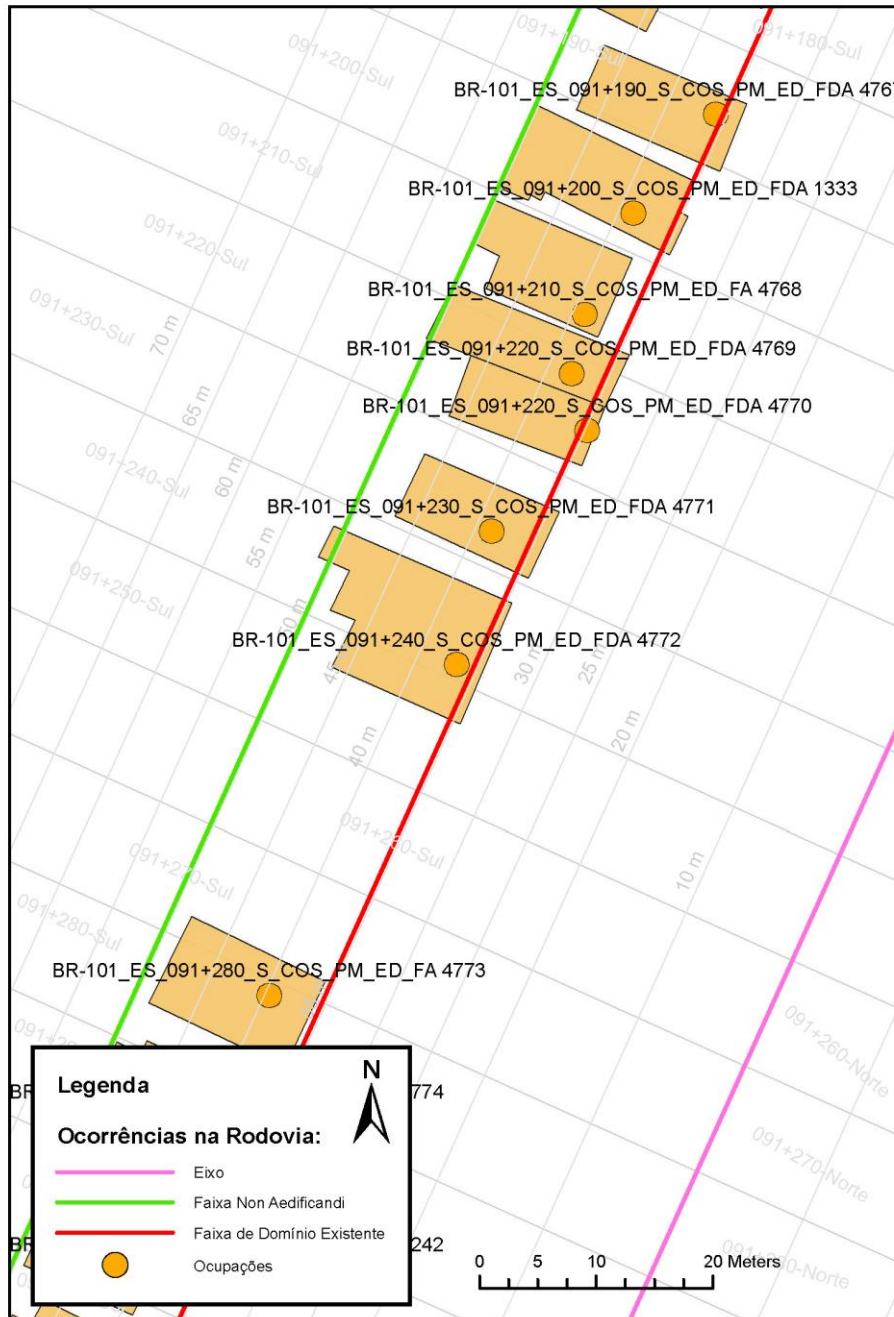 091+180-Sul
091+190-Sul
091+200-Sul
BR-101_ES_091+190_S_COS_PM_ED_FDA 4767
091+210-Sul
BR-101_ES_091+200_S_COS_PM_ED_FDA 1333
091+220-Sul
BR-101_ES_091+210_S_COS_PM_ED_FA 4768
091+230-Sul
70 m
BR-101_ES_091+220_S_COS_PM_ED_FDA 4769
65 m
BR-101_ES_091+220_S_COS_PM_ED_FDA 4770
091+240-Sul
60 m
BR-101_ES_091+230_S_COS_PM_ED_FDA 4771
55 m
091+250-Sul
50 m
BR-101_ES_091+240_S_COS_PM_ED_FDA 4772
30 m
25 m
20 m
40 m
091+260-Sul
10 m
091+270-Sul
091+280-Sul
BR-101_ES_091+280_S_COS_PM_ED_FA 4773
091+260-Norte
774
091+270-Norte
242
Legenda
N
Ocorrências na Rodovia:
Eixo
Faixa Non Aedificandi
Faixa de Domínio Existente
Ocupações
0 5 10 20 Meters